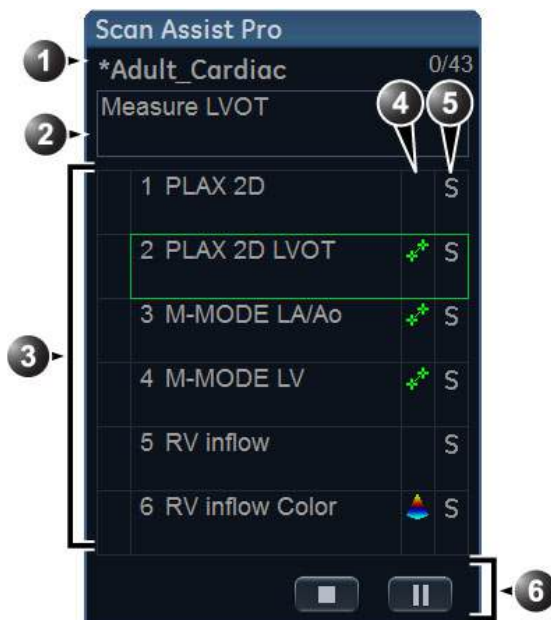 Scan Assist Pro
1 *Adult_Cardiac 0/43
2 Measure LVOT 4 5
1 PLAX 2D S
2 PLAX 2D LVOT S
3 M-MODE LA/Ao S
3
4 M-MODE LV S
5 RV inflow S
6 RV inflow Color S
6